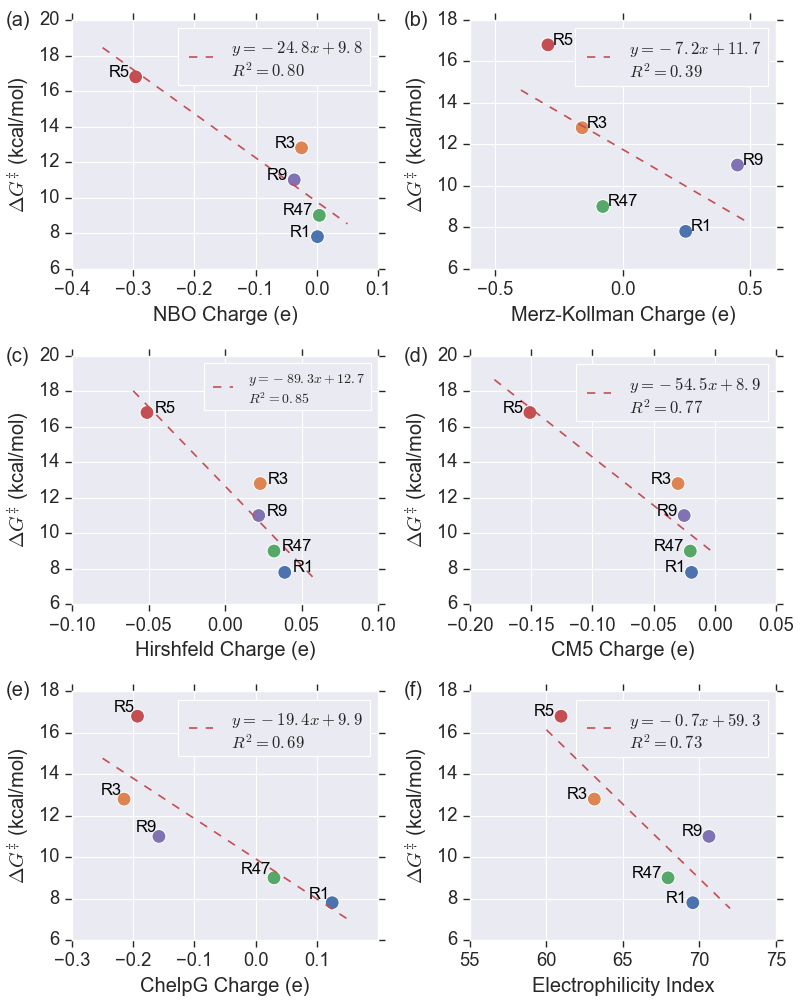 (a)
20
18
16
14
12
10
8
6
ΔG‡ (kcal/mol)
y = −24.8x + 9.8
R² = 0.80
R5
R3
R9
R47
R1
−0.4 −0.3 −0.2 −0.1 0.0 0.1
NBO Charge (e)
(b)
18
16
14
12
10
8
6
ΔG‡ (kcal/mol)
y = −7.2x + 11.7
R² = 0.39
R5
R3
R9
R47
R1
−0.5 0.0 0.5
Merz-Kollman Charge (e)
(c)
20
18
16
14
12
10
8
6
ΔG‡ (kcal/mol)
y = −89.3x + 12.7
R² = 0.85
R5
R3
R9
R47
R1
−0.10 −0.05 0.00 0.05 0.10
Hirshfeld Charge (e)
(d)
20
18
16
14
12
10
8
6
ΔG‡ (kcal/mol)
y = −54.5x + 8.9
R² = 0.77
R5
R3
R9
R47
R1
−0.20 −0.15 −0.10 −0.05 0.00 0.05
CM5 Charge (e)
(e)
18
16
14
12
10
8
6
ΔG‡ (kcal/mol)
y = −19.4x + 9.9
R² = 0.69
R5
R3
R9
R47
R1
−0.3 −0.2 −0.1 0.0 0.1
ChelpG Charge (e)
(f)
18
16
14
12
10
8
6
ΔG‡ (kcal/mol)
y = −0.7x + 59.3
R² = 0.73
R5
R3
R9
R47
R1
55 60 65 70 75
Electrophilicity Index